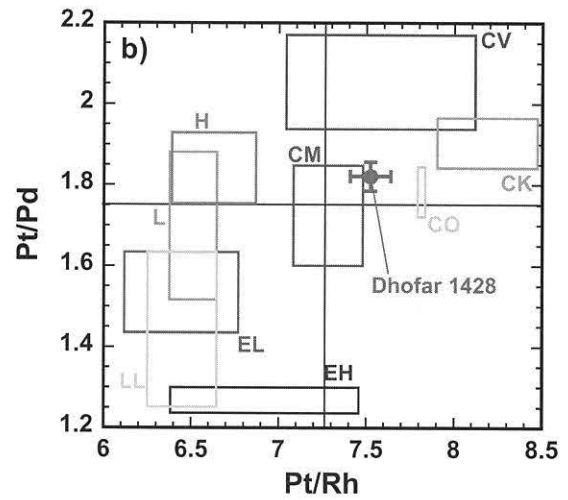 b)
CV
H
CM
CK
L
CO
Dhofar 1428
EL
LL
EH
2.2
2
1.8
1.6
1.4
1.2
Pt/Pd
6
6.5
7
7.5
8
8.5
Pt/Rh